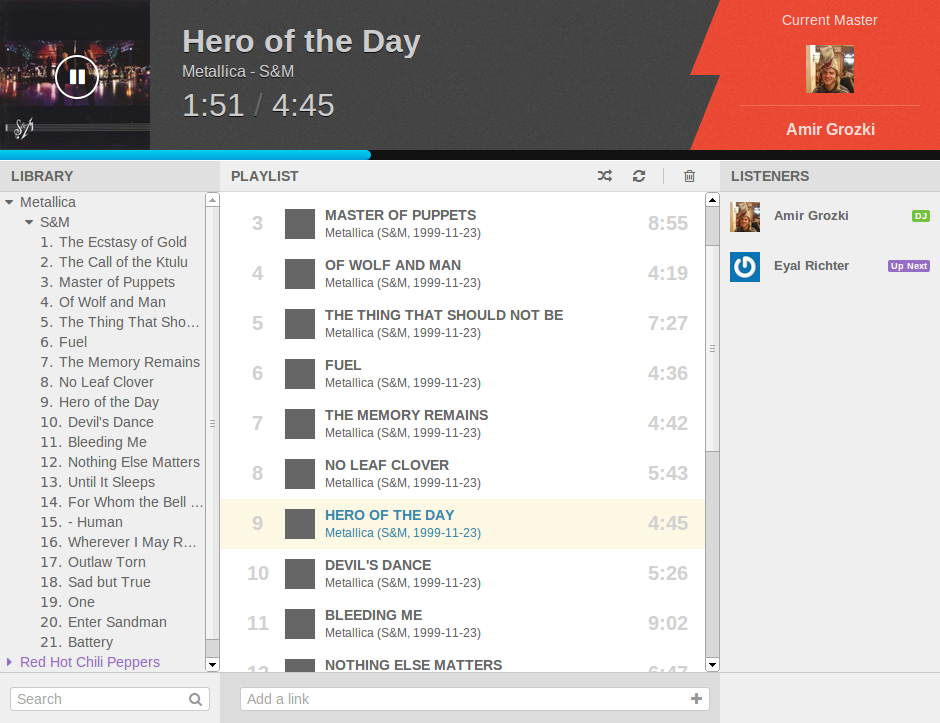 Hero of the Day
Metallica - S&M
1:51 / 4:45
S&M
Current Master
Amir Grozki
LIBRARY
Metallica
S&M
1. The Ecstasy of Gold
2. The Call of the Ktulu
3. Master of Puppets
4. Of Wolf and Man
5. The Thing That Sho...
6. Fuel
7. The Memory Remains
8. No Leaf Clover
9. Hero of the Day
10. Devil's Dance
11. Bleeding Me
12. Nothing Else Matters
13. Until It Sleeps
14. For Whom the Bell ...
15. - Human
16. Wherever I May R...
17. Outlaw Torn
18. Sad but True
19. One
20. Enter Sandman
21. Battery
Red Hot Chili Peppers
Search
PLAYLIST
3 MASTER OF PUPPETS 8:55
Metallica (S&M, 1999-11-23)
4 OF WOLF AND MAN 4:19
Metallica (S&M, 1999-11-23)
5 THE THING THAT SHOULD NOT BE 7:27
Metallica (S&M, 1999-11-23)
6 FUEL 4:36
Metallica (S&M, 1999-11-23)
7 THE MEMORY REMAINS 4:42
Metallica (S&M, 1999-11-23)
8 NO LEAF CLOVER 5:43
Metallica (S&M, 1999-11-23)
9 HERO OF THE DAY 4:45
Metallica (S&M, 1999-11-23)
10 DEVIL'S DANCE 5:26
Metallica (S&M, 1999-11-23)
11 BLEEDING ME 9:02
Metallica (S&M, 1999-11-23)
12 NOTHING ELSE MATTERS 6:47
Add a link
LISTENERS
Amir Grozki DJ
Eyal Richter Up Next